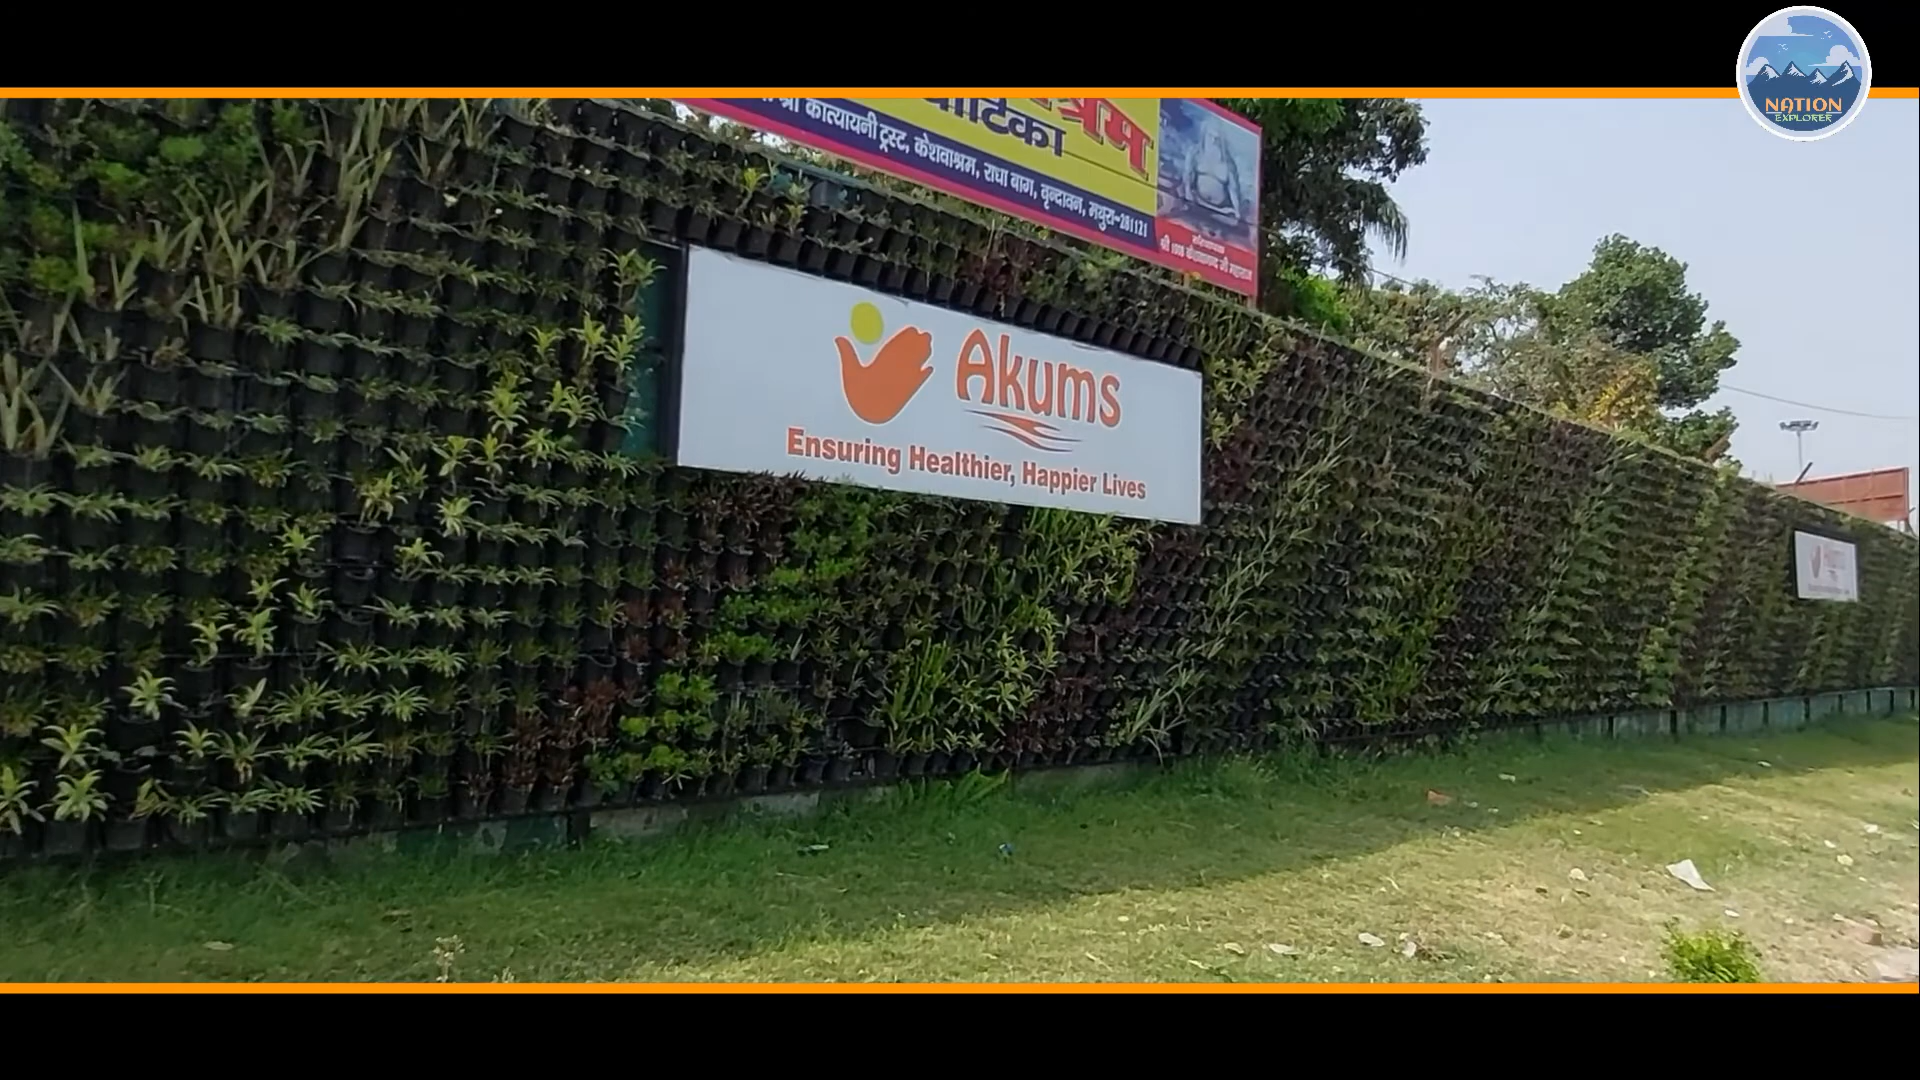 NATION
EXPLORER
वाटिका
श्री कात्यायनी ट्रस्ट, केशवाश्रम, राधा बाग, वृन्दावन, मथुरा-281121
Akums
Ensuring Healthier, Happier Lives